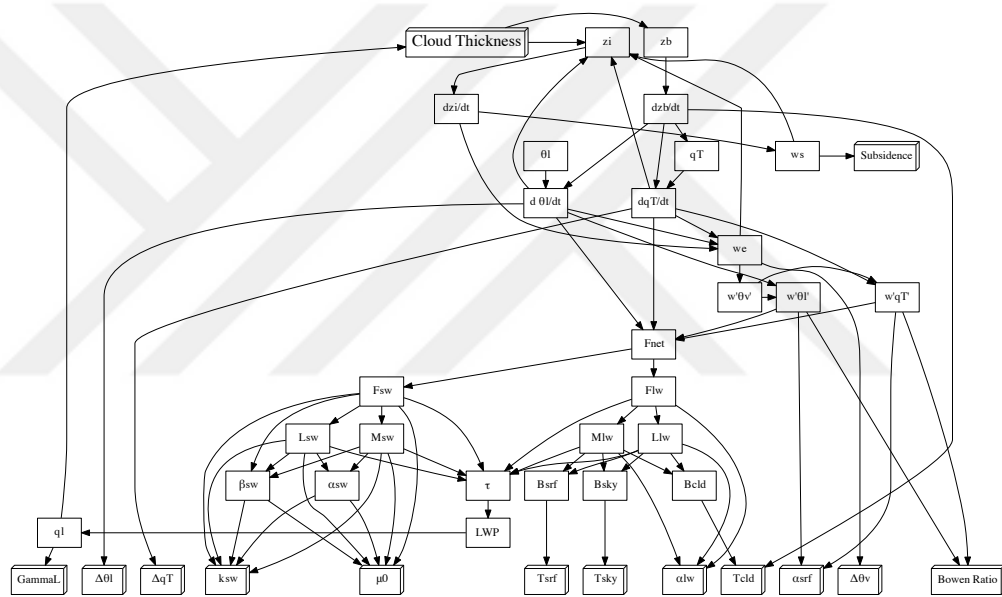 Cloud Thickness
zi
zb
dzi/dt
dzb/dt
θl
qT
ws
Subsidence
d θl/dt
dqT/dt
we
w'θv'
w'θl'
w'qT'
Fnet
Fsw
Flw
Lsw
Msw
Mlw
Llw
βsw
αsw
τ
Bsrf
Bsky
Bcld
ql
LWP
GammaL
Δθl
ΔqT
ksw
μ0
Tsrf
Tsky
αlw
Tcld
αsrf
Δθv
Bowen Ratio